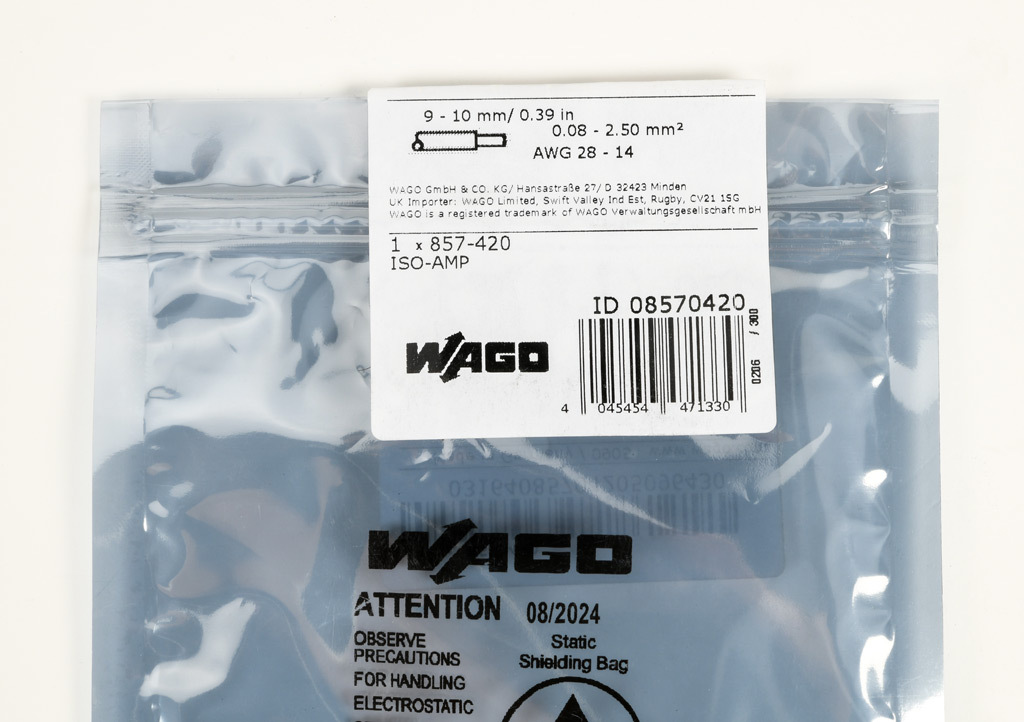 9 - 10 mm/ 0.39 in
0.08 - 2.50 mm²
AWG 28 - 14
WAGO GmbH & CO. KG/ Hansastraße 27/ D 32423 Minden
UK Importer: WAGO Limited, Swift Valley Ind Est, Rugby, CV21 1SG
WAGO is a registered trademark of WAGO Verwaltungsgesellschaft mbH
1 x 857-420
ISO-AMP
ID 08570420
0206 / 300
WAGO
4 045454 471330
03164085701205096430
WAGO
ATTENTION 08/2024
OBSERVE
PRECAUTIONS
FOR HANDLING
ELECTROSTATIC
Static
Shielding Bag